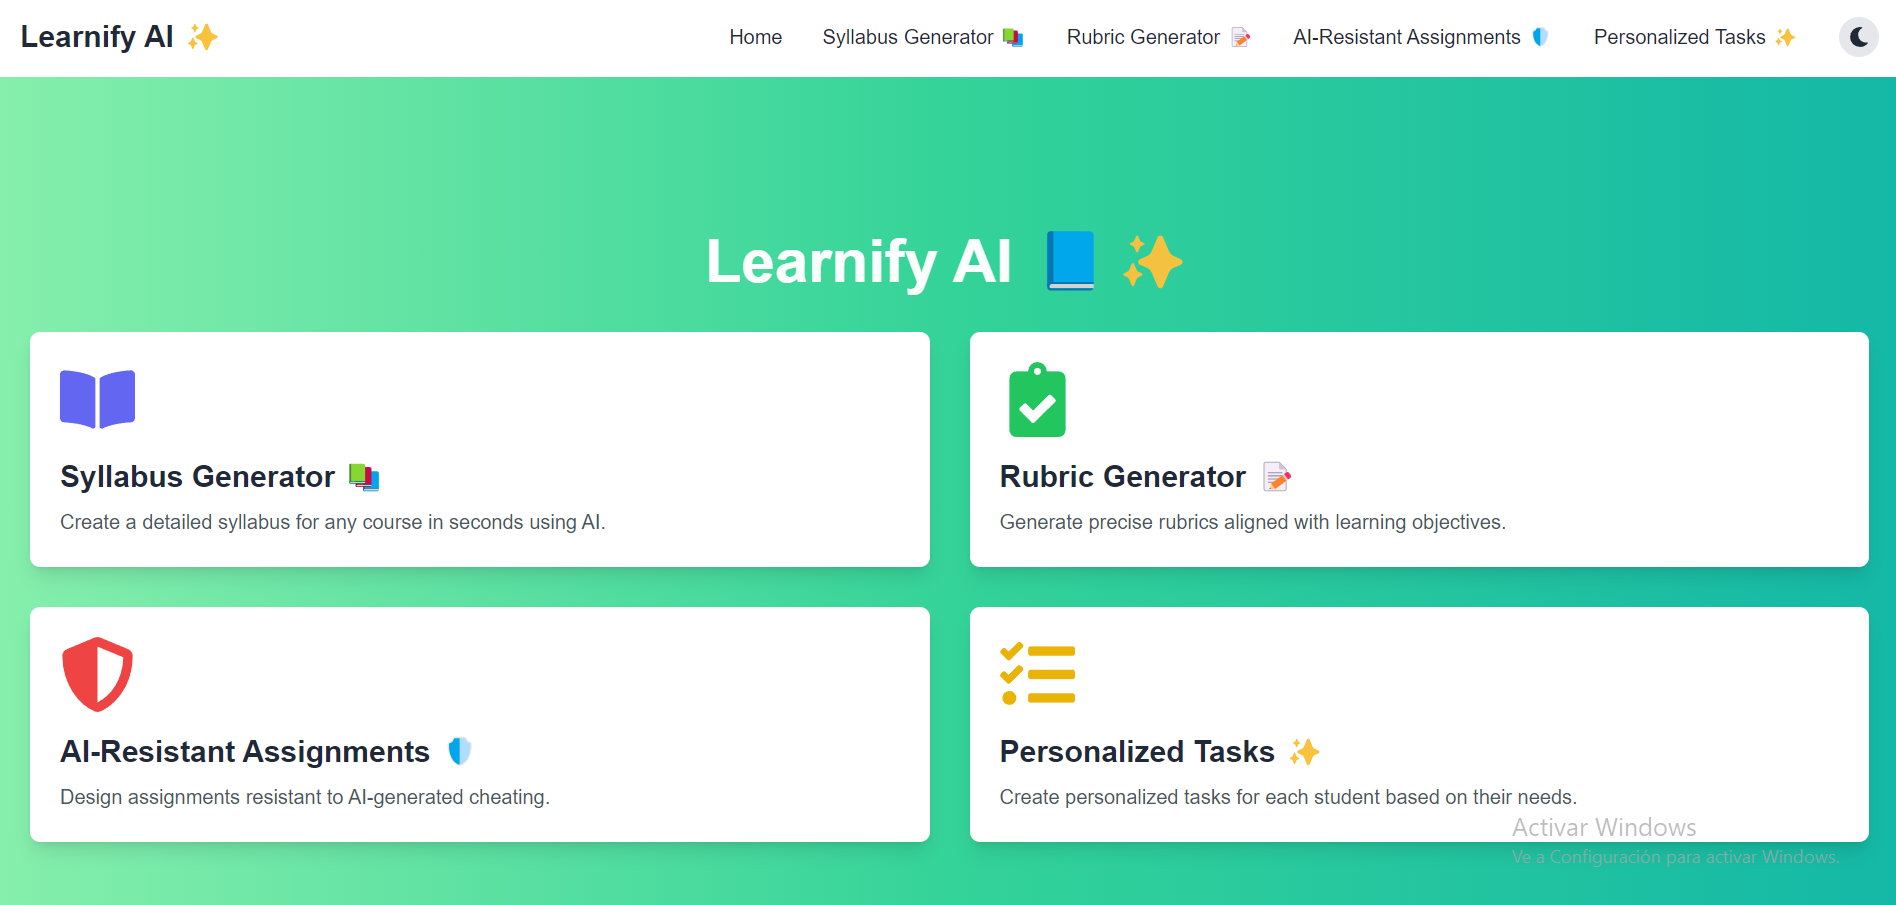 Learnify AI ✨
Home
Syllabus Generator 📚
Rubric Generator 📝
AI-Resistant Assignments 🛡️
Personalized Tasks ✨
Learnify AI 📘 ✨
Syllabus Generator 📚
Create a detailed syllabus for any course in seconds using AI.
Rubric Generator 📝
Generate precise rubrics aligned with learning objectives.
AI-Resistant Assignments 🛡️
Design assignments resistant to AI-generated cheating.
Personalized Tasks ✨
Create personalized tasks for each student based on their needs.
Activar Windows
Ve a Configuración para activar Windows.